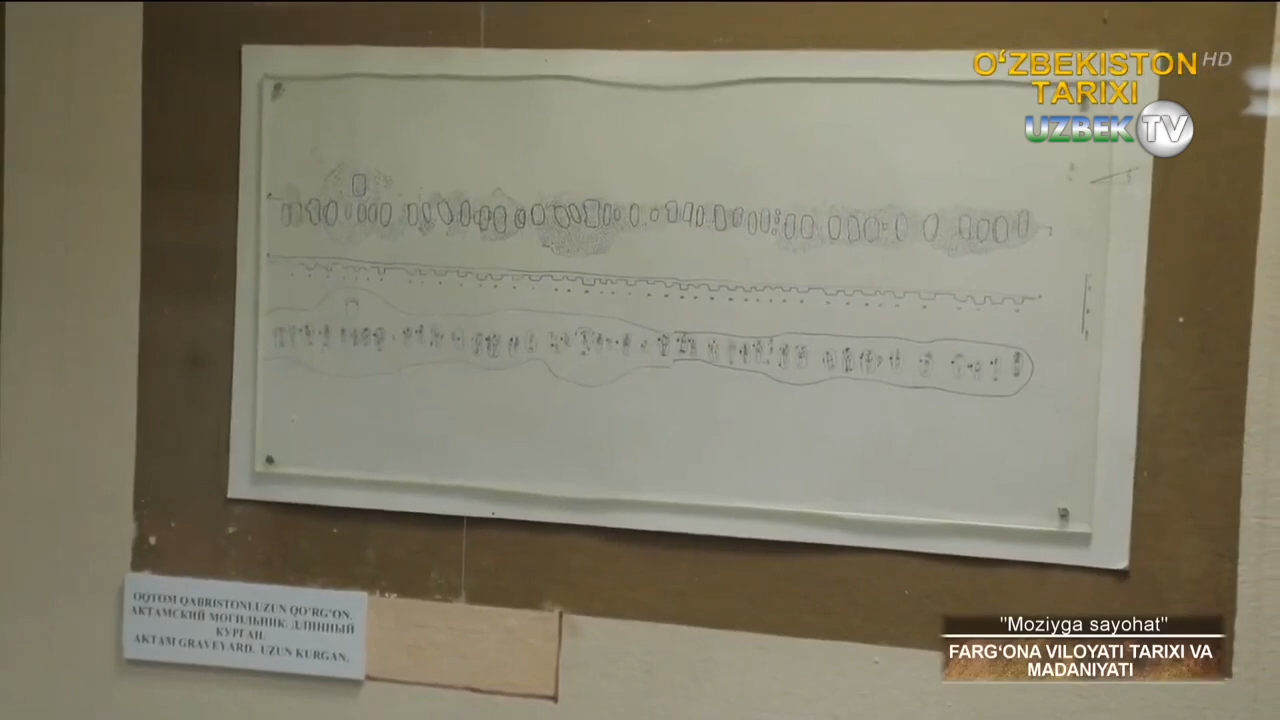 O‘ZBEKISTON HD
TARIXI
UZBEK TV
OQTOM QABRISTONI.UZUN QO‘RG‘ON.
АКТАМСКИЙ МОГИЛЬНИК. ДЛИННЫЙ
КУРГАН.
AKTAM GRAVEYARD. UZUN KURGAN.
"Moziyga sayohat"
FARG‘ONA VILOYATI TARIXI VA
MADANIYATI